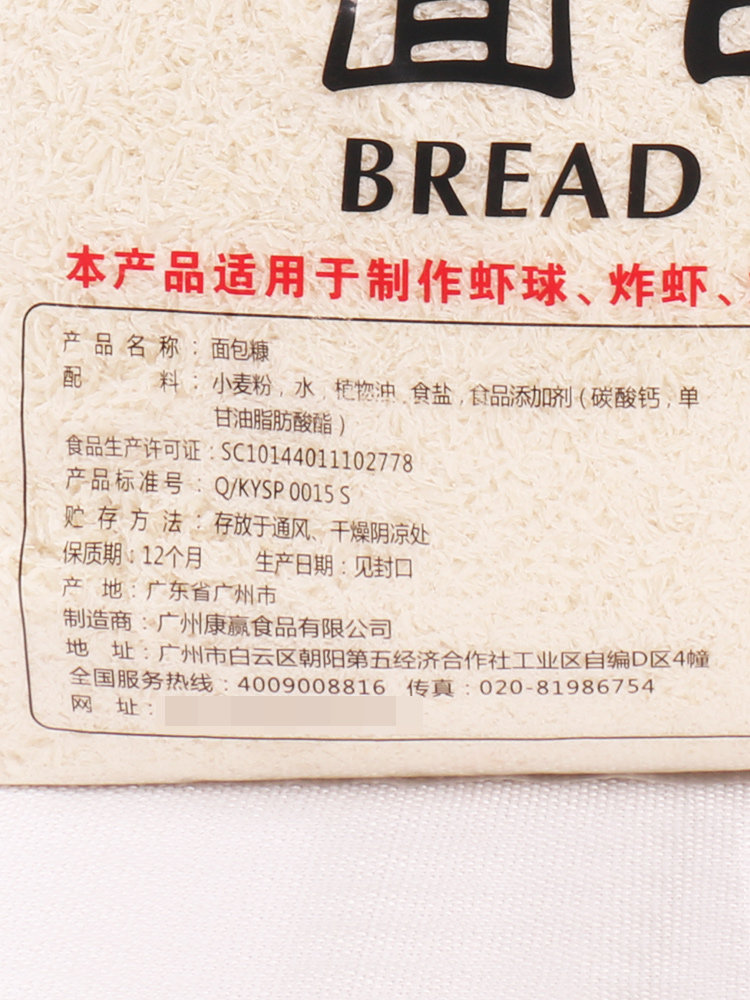 面
BREAD
本产品适用于制作虾球、炸虾、
产品名称：面包糠
配料：小麦粉，水，植物油，食盐，食品添加剂（碳酸钙，单
甘油脂肪酸酯）
食品生产许可证：SC10144011102778
产品标准号：Q/KYSP 0015 S
贮存方法：存放于通风、干燥阴凉处
保质期：12个月 生产日期：见封口
产地：广东省广州市
制造商：广州康赢食品有限公司
地址：广州市白云区朝阳第五经济合作社工业区自编D区4幢
全国服务热线：4009008816 传真：020-81986754
网址：